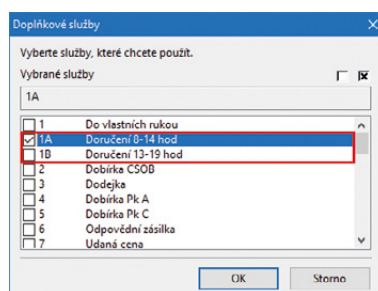 Doplňkové služby
Vyberte služby, které chcete použít.
Vybrané služby
1A
1 Do vlastních rukou
1A Doručení 8-14 hod
1B Doručení 13-19 hod
2 Dobírka ČSOB
3 Dodejka
4 Dobírka Pk A
5 Dobírka Pk C
6 Odpovědní zásilka
7 Udaná cena
OK Storno